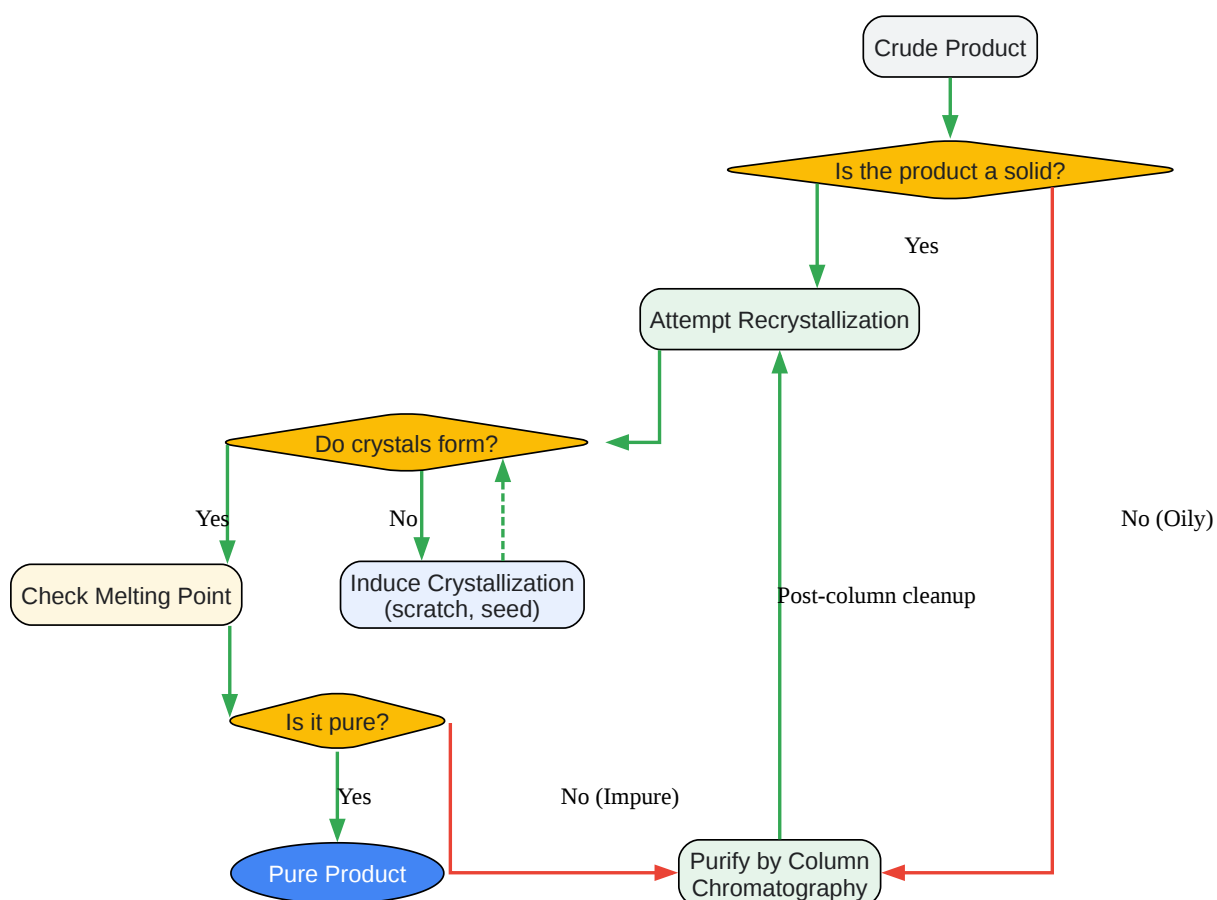 Crude Product
Is the product a solid?
Yes
Attempt Recrystallization
Do crystals form?
Yes
No
No (Oily)
Check Melting Point
Induce Crystallization
(scratch, seed)
Post-column cleanup
Is it pure?
Yes
No (Impure)
Pure Product
Purify by Column
Chromatography